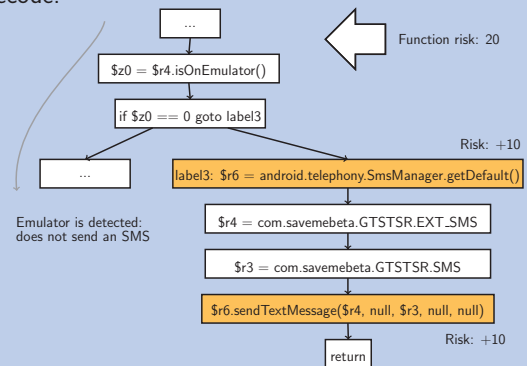 ecode:
...
Function risk: 20
$z0 = $r4.isOnEmulator()
if $z0 == 0 goto label3
Risk: +10
...
label3: $r6 = android.telephony.SmsManager.getDefault()
Emulator is detected:
does not send an SMS
$r4 = com.savemebeta.GTSTSR.EXT_SMS
$r3 = com.savemebeta.GTSTSR.SMS
$r6.sendTextMessage($r4, null, $r3, null, null)
Risk: +10
return